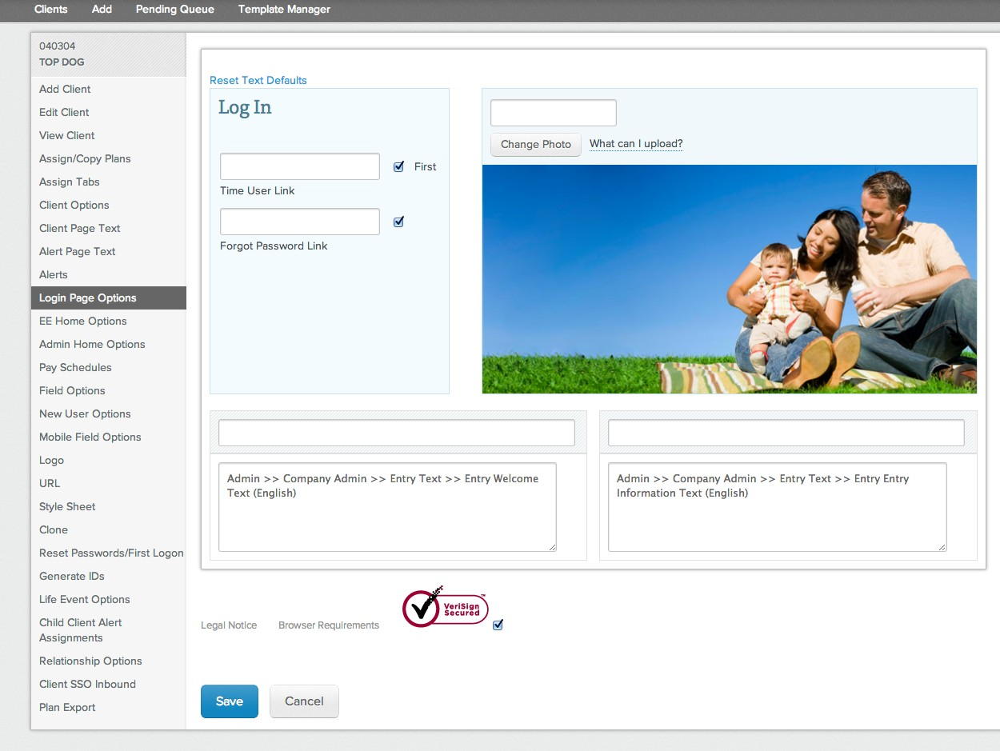 Clients Add Pending Queue Template Manager
040304
TOP DOG
Add Client
Edit Client
View Client
Assign/Copy Plans
Assign Tabs
Client Options
Client Page Text
Alert Page Text
Alerts
Login Page Options
EE Home Options
Admin Home Options
Pay Schedules
Field Options
New User Options
Mobile Field Options
Logo
URL
Style Sheet
Clone
Reset Passwords/First Logon
Generate IDs
Life Event Options
Child Client Alert
Assignments
Relationship Options
Client SSO Inbound
Plan Export
Reset Text Defaults
Log In
First
Time User Link
Forgot Password Link
Change Photo What can I upload?
Admin >> Company Admin >> Entry Text >> Entry Welcome
Text (English)
Admin >> Company Admin >> Entry Text >> Entry Entry
Information Text (English)
Legal Notice Browser Requirements
VeriSign™
Secured
Save Cancel